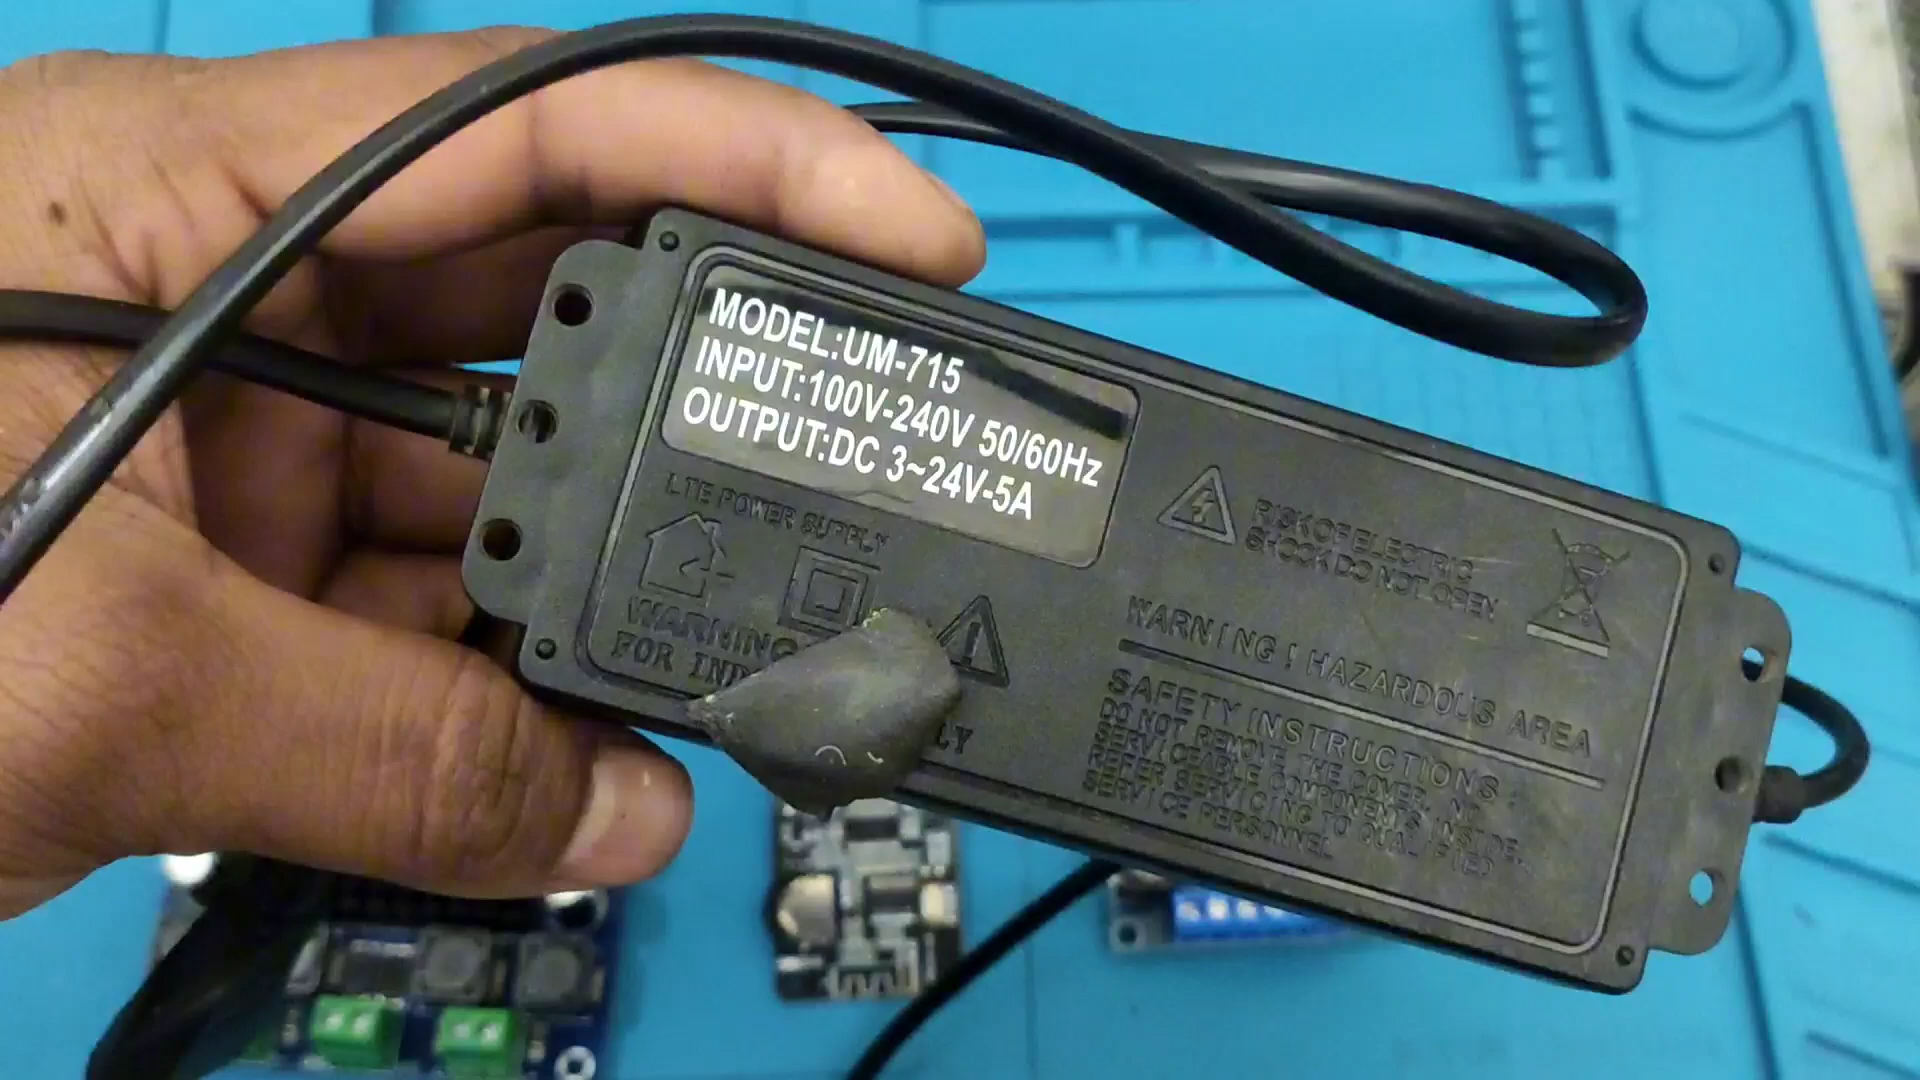 MODEL:UM-715
INPUT:100V-240V 50/60Hz
OUTPUT:DC 3~24V-5A
LTE POWER SUPPLY
WARNING
FOR
RISK OF ELECTRIC
SHOCK DO NOT OPEN
WARNING ! HAZARDOUS AREA
SAFETY INSTRUCTIONS :
DO NOT REMOVE THE COVER. NO
SERVICEABLE COMPONENTS INSIDE.
REFER SERVICING TO QUALIFIED
SERVICE PERSONNEL